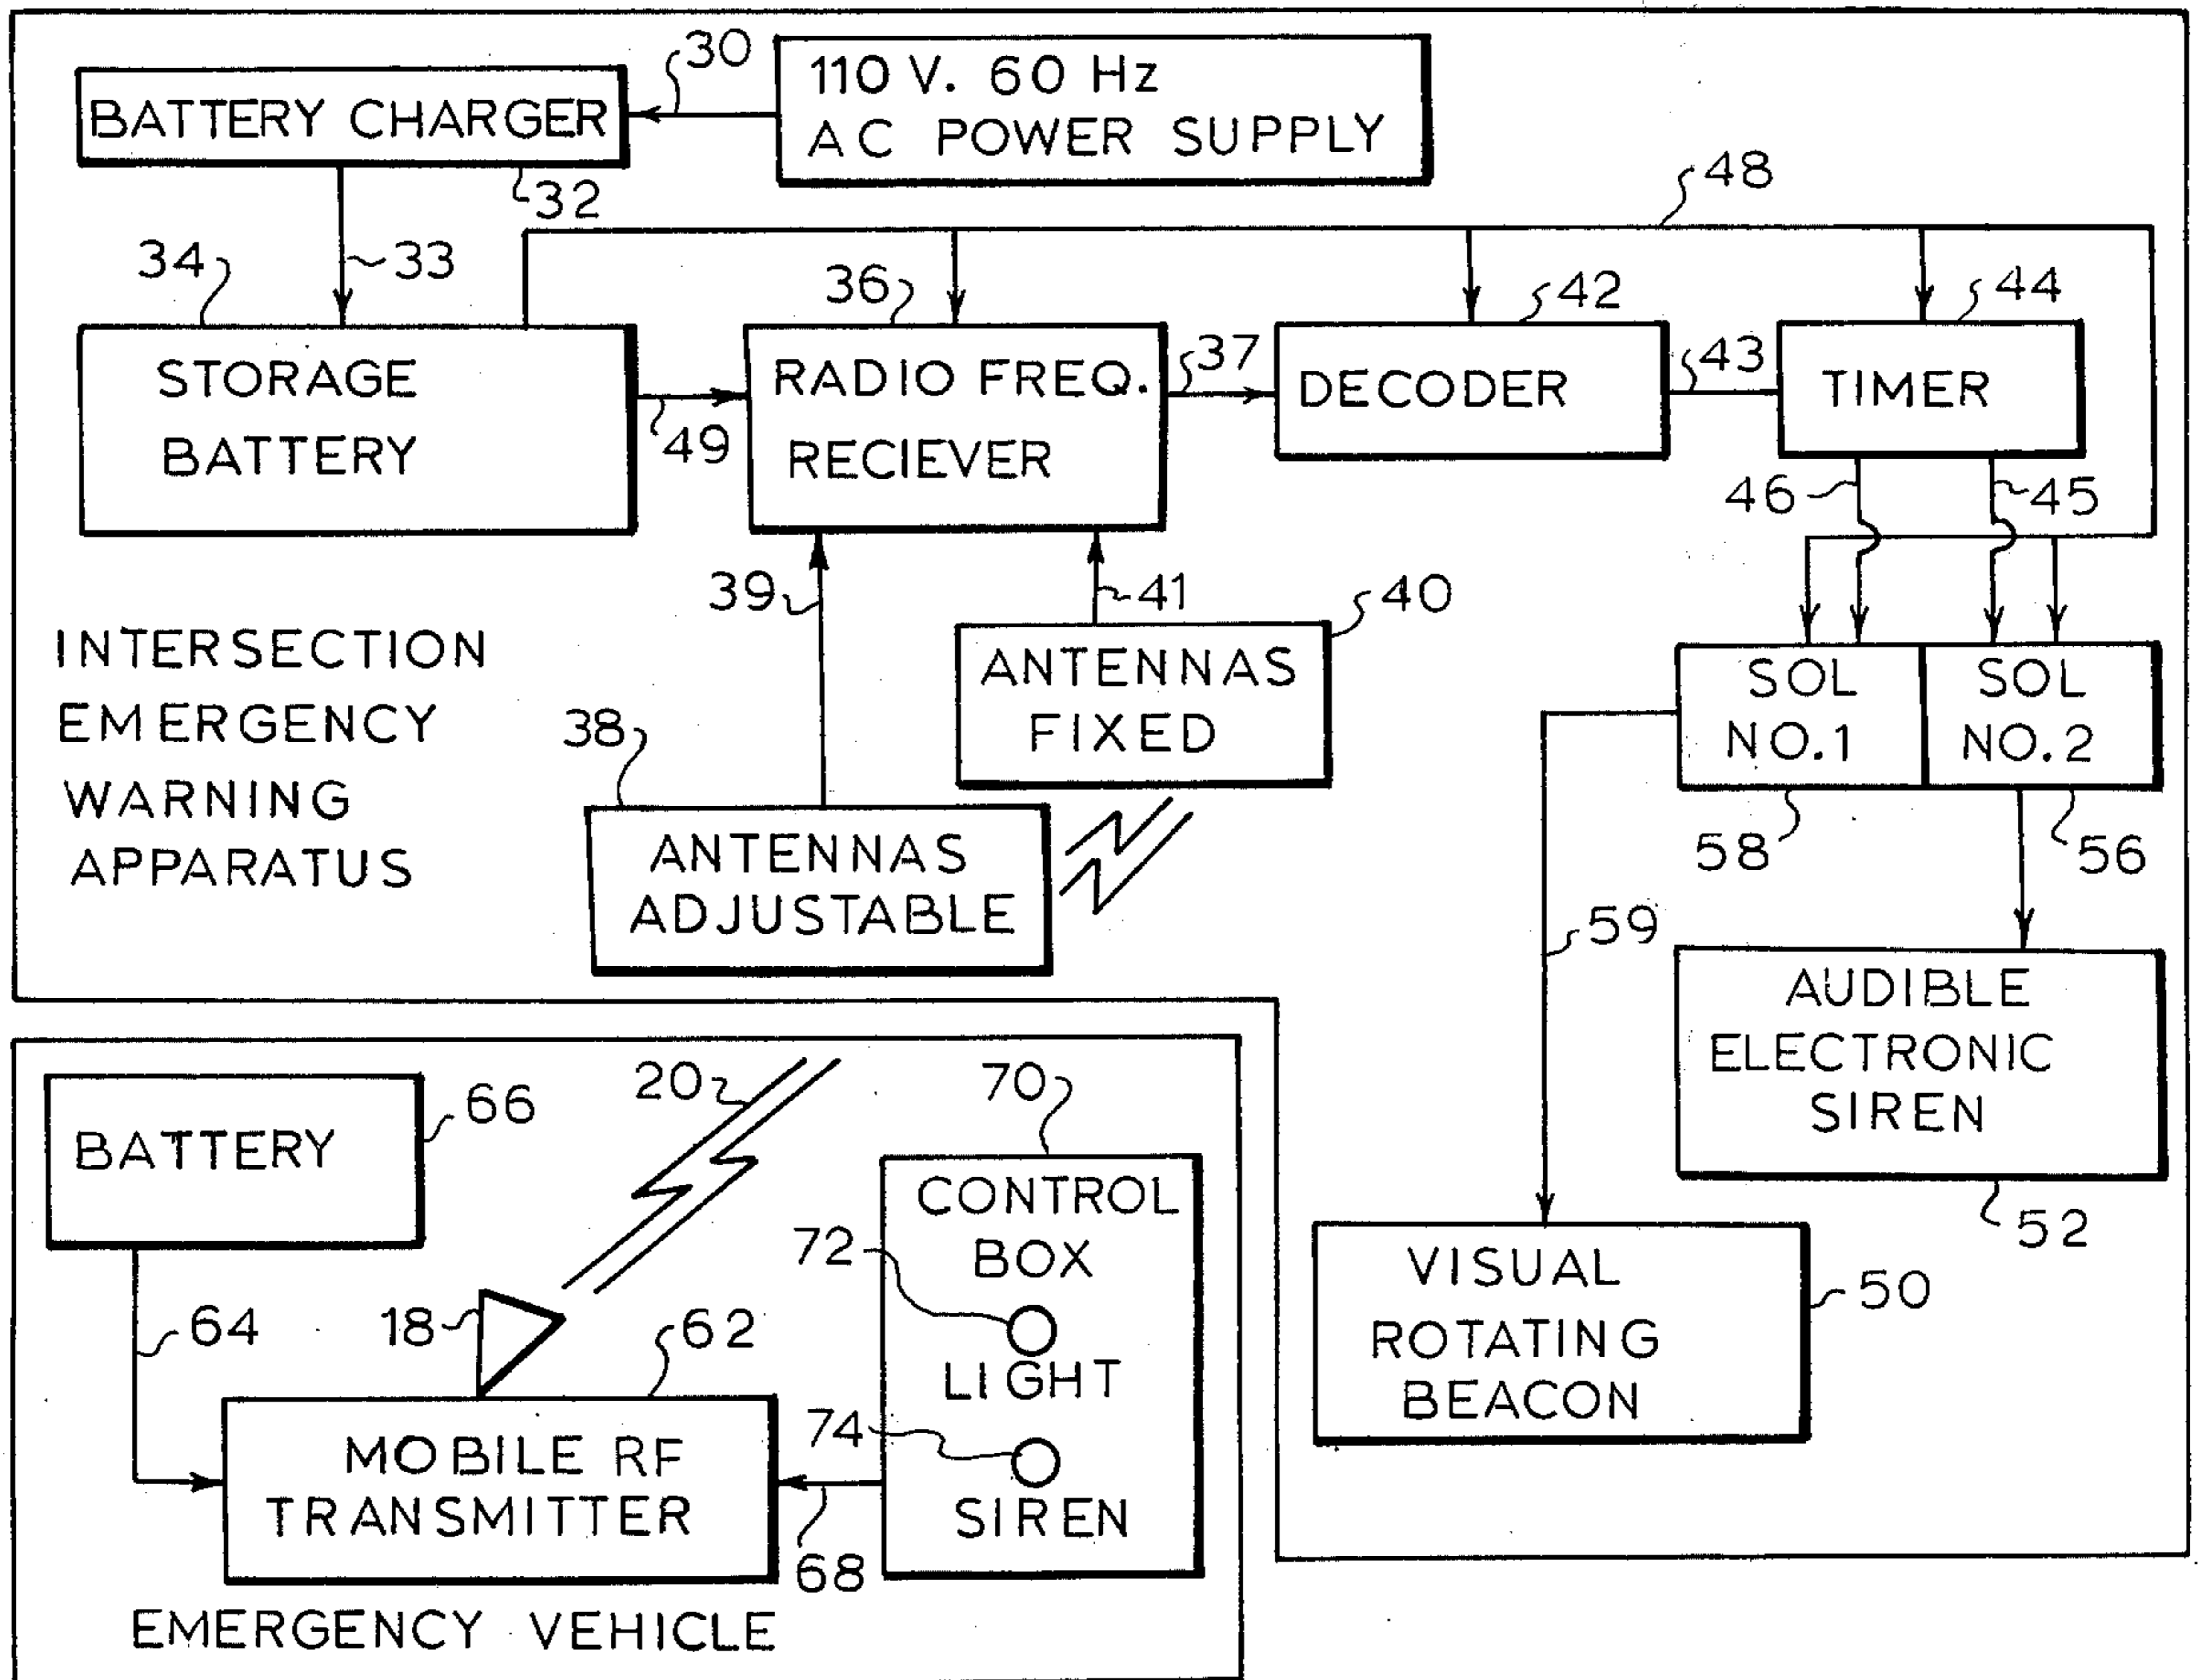 30
110 V. 60 Hz
AC POWER SUPPLY
BATTERY CHARGER
32
48
34
33
36
42
44
STORAGE
BATTERY
49
RADIO FREQ.
RECIEVER
37
DECODER
43
TIMER
46
45
39
41
40
INTERSECTION
EMERGENCY
WARNING
APPARATUS
ANTENNAS
FIXED
38
ANTENNAS
ADJUSTABLE
SOL
NO.1
SOL
NO.2
58
56
59
AUDIBLE
ELECTRONIC
SIREN
52
VISUAL
ROTATING
BEACON
50
BATTERY
66
20
70
CONTROL
BOX
72
LIGHT
74
SIREN
64
18
62
MOBILE RF
TRANSMITTER
68
EMERGENCY VEHICLE